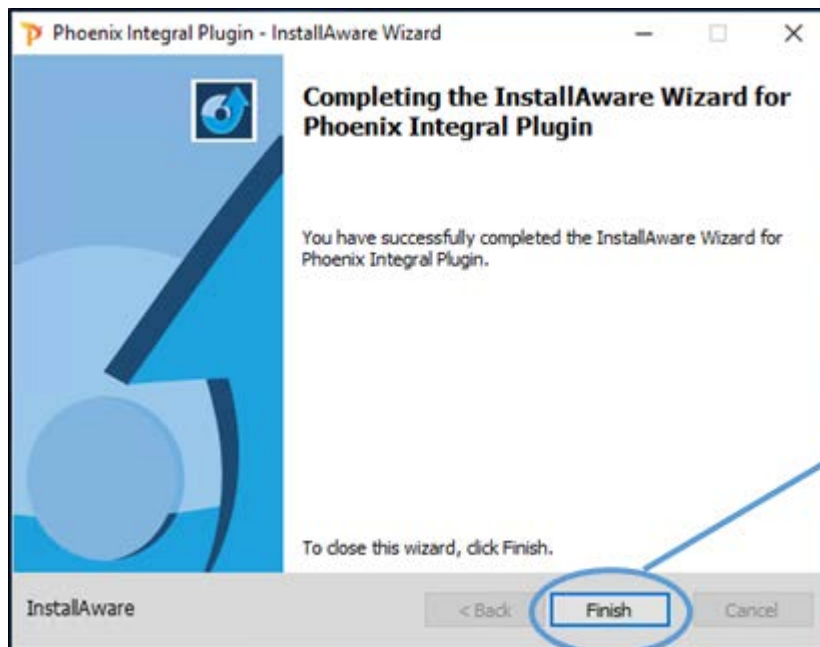 Phoenix Integral Plugin - InstallAware Wizard
Completing the InstallAware Wizard for
Phoenix Integral Plugin
You have successfully completed the InstallAware Wizard for
Phoenix Integral Plugin.
To close this wizard, click Finish.
InstallAware
< Back
Finish
Cancel